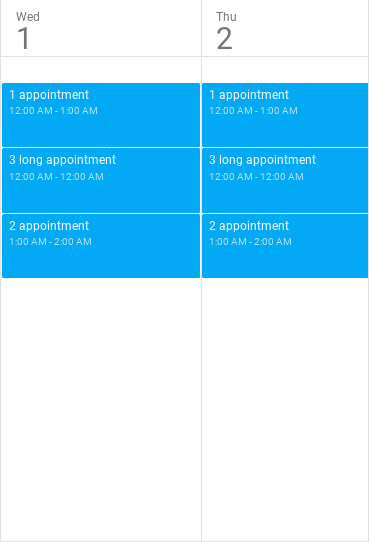 Wed
1
1 appointment
12:00 AM - 1:00 AM
3 long appointment
12:00 AM - 12:00 AM
2 appointment
1:00 AM - 2:00 AM
Thu
2
1 appointment
12:00 AM - 1:00 AM
3 long appointment
12:00 AM - 12:00 AM
2 appointment
1:00 AM - 2:00 AM